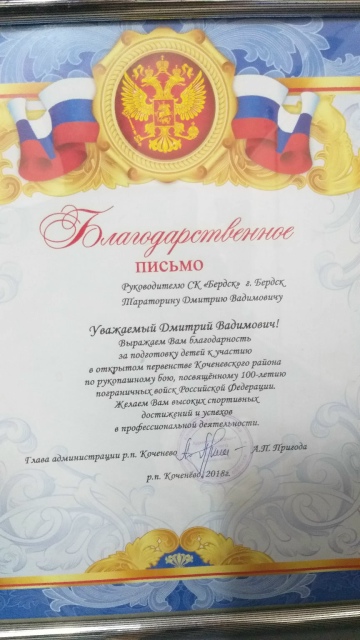 Благодарственное
письмо
Руководителю СК «Бердск» г. Бердск
Тараторину Дмитрию Вадимовичу
Уважаемый Дмитрий Вадимович!
Выражаем Вам благодарность
за подготовку детей к участию
в открытом первенстве Коченевского района
по рукопашному бою, посвящённому 100-летию
пограничных войск Российской Федерации.
Желаем Вам высоких спортивных
достижений и успехов
в профессиональной деятельности.
Глава администрации р.п. Коченево А.П. Привода
р.п. Коченево, 2018г.